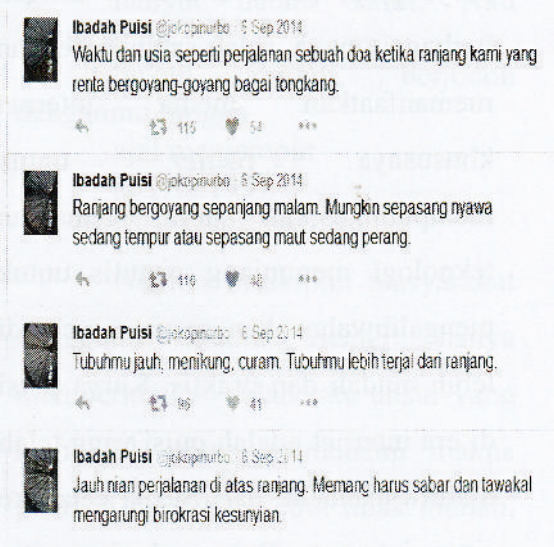 Ibadah Puisi @jokopinurbo · 6 Sep 2014
Waktu dan usia seperti perjalanan sebuah doa ketika ranjang kami yang
renta bergoyang-goyang bagai tongkang.
115 54
Ibadah Puisi @jokopinurbo · 6 Sep 2014
Ranjang bergoyang sepanjang malam. Mungkin sepasang nyawa
sedang tempur atau sepasang maut sedang perang.
116 48
Ibadah Puisi @jokopinurbo · 6 Sep 2014
Tubuhmu jauh, menikung, curam. Tubuhmu lebih terjal dari ranjang.
96 41
Ibadah Puisi @jokopinurbo · 6 Sep 2014
Jauh nian perjalanan di atas ranjang. Memang harus sabar dan tawakal
mengarungi birokrasi kesunyian.